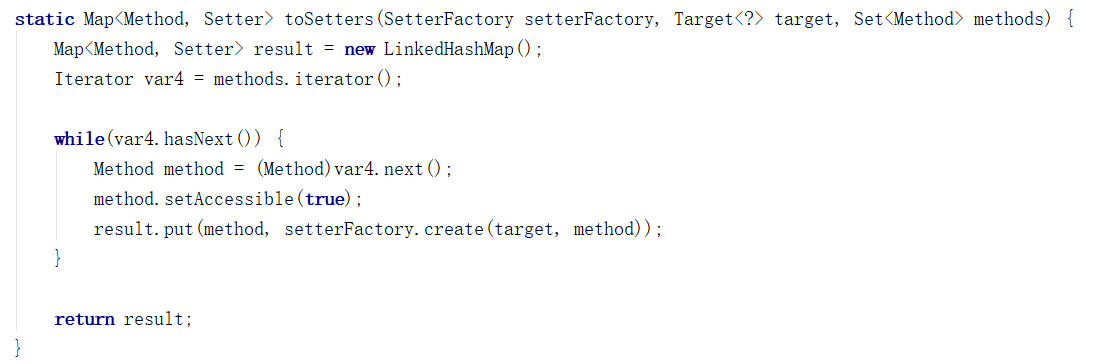 static Map<Method, Setter> toSetters(SetterFactory setterFactory, Target<?> target, Set<Method> methods) {
    Map<Method, Setter> result = new LinkedHashMap();
    Iterator var4 = methods.iterator();

    while(var4.hasNext()) {
        Method method = (Method)var4.next();
        method.setAccessible(true);
        result.put(method, setterFactory.create(target, method));
    }

    return result;
}